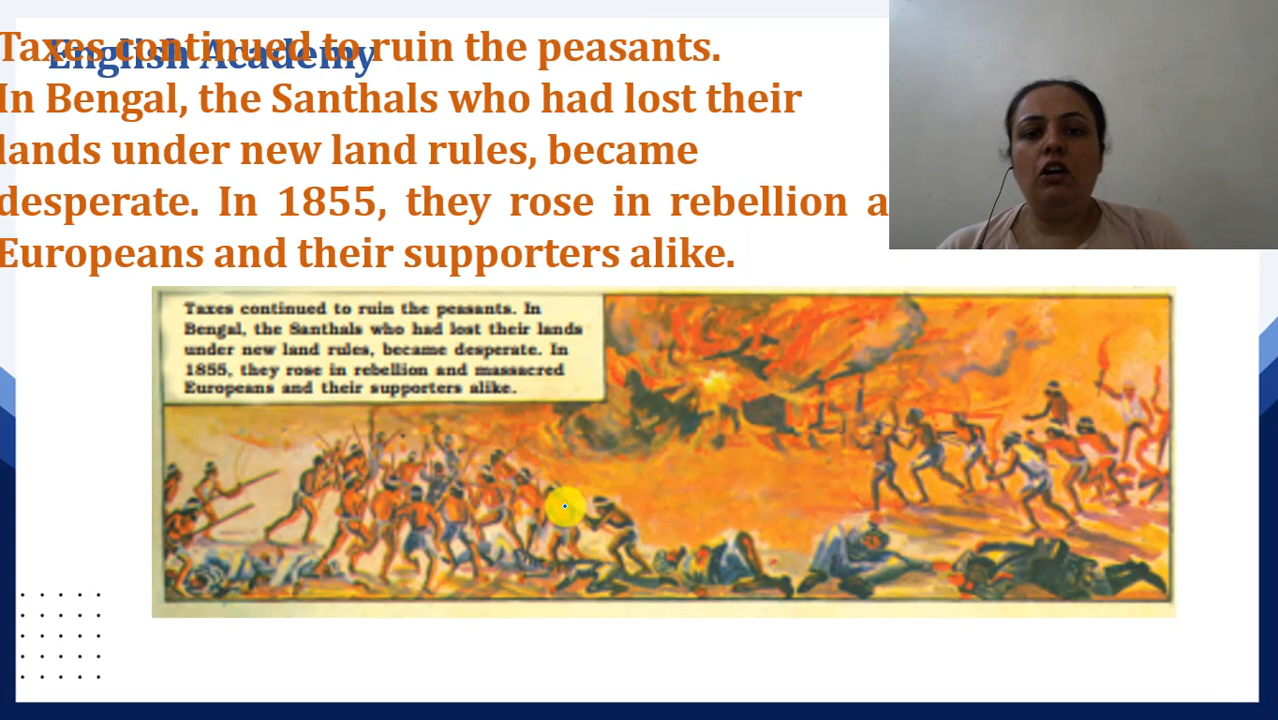 Taxes continued to ruin the peasants.
English Academy
In Bengal, the Santhals who had lost their
lands under new land rules, became
desperate. In 1855, they rose in rebellion a
Europeans and their supporters alike.
Taxes continued to ruin the peasants. In
Bengal, the Santhals who had lost their lands
under new land rules, became desperate. In
1855, they rose in rebellion and massacred
Europeans and their supporters alike.